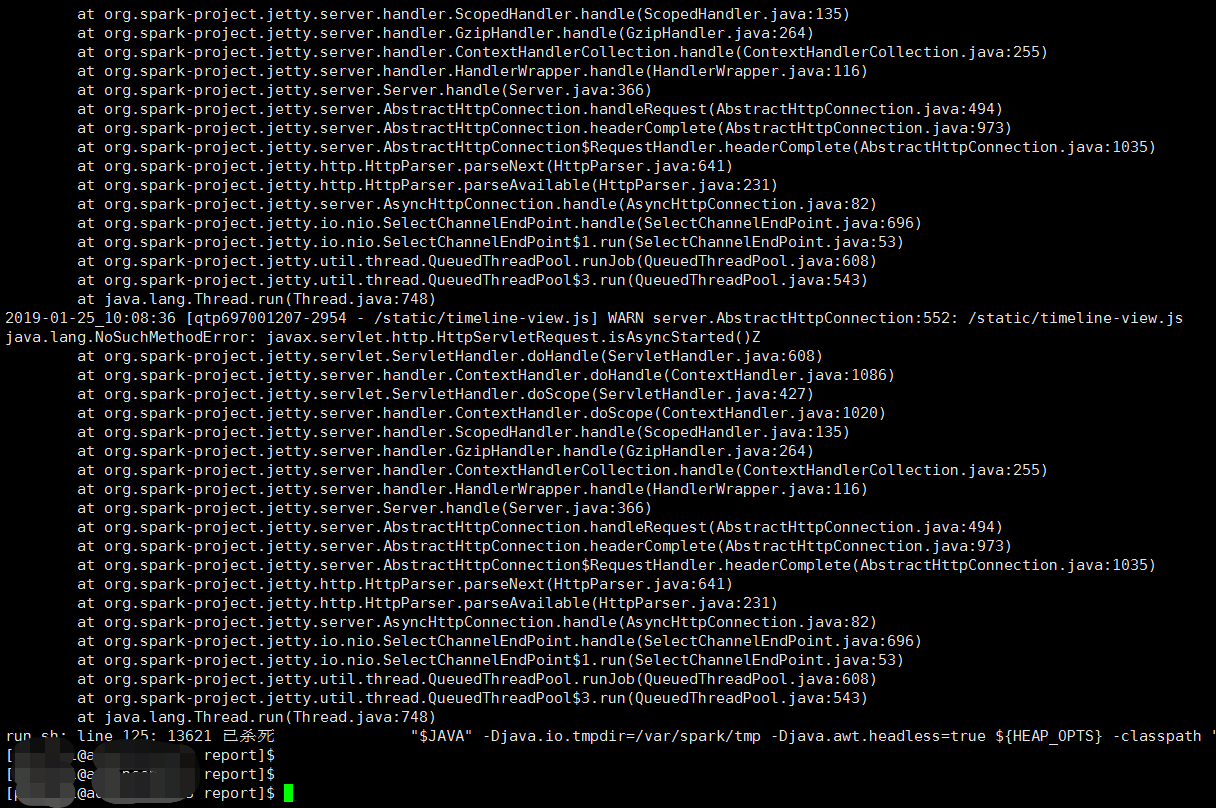 at org.spark-project.jetty.server.handler.ScopedHandler.handle(ScopedHandler.java:135)
at org.spark-project.jetty.server.handler.GzipHandler.handle(GzipHandler.java:264)
at org.spark-project.jetty.server.handler.ContextHandlerCollection.handle(ContextHandlerCollection.java:255)
at org.spark-project.jetty.server.handler.HandlerWrapper.handle(HandlerWrapper.java:116)
at org.spark-project.jetty.server.Server.handle(Server.java:366)
at org.spark-project.jetty.server.AbstractHttpConnection.handleRequest(AbstractHttpConnection.java:494)
at org.spark-project.jetty.server.AbstractHttpConnection.headerComplete(AbstractHttpConnection.java:973)
at org.spark-project.jetty.server.AbstractHttpConnection$RequestHandler.headerComplete(AbstractHttpConnection.java:1035)
at org.spark-project.jetty.http.HttpParser.parseNext(HttpParser.java:641)
at org.spark-project.jetty.http.HttpParser.parseAvailable(HttpParser.java:231)
at org.spark-project.jetty.server.AsyncHttpConnection.handle(AsyncHttpConnection.java:82)
at org.spark-project.jetty.io.nio.SelectChannelEndPoint.handle(SelectChannelEndPoint.java:696)
at org.spark-project.jetty.io.nio.SelectChannelEndPoint$1.run(SelectChannelEndPoint.java:53)
at org.spark-project.jetty.util.thread.QueuedThreadPool.runJob(QueuedThreadPool.java:608)
at org.spark-project.jetty.util.thread.QueuedThreadPool$3.run(QueuedThreadPool.java:543)
at java.lang.Thread.run(Thread.java:748)
2019-01-25_10:08:36 [qtp697001207-2954 - /static/timeline-view.js] WARN server.AbstractHttpConnection:552: /static/timeline-view.js
java.lang.NoSuchMethodError: javax.servlet.http.HttpServletRequest.isAsyncStarted()Z
at org.spark-project.jetty.servlet.ServletHandler.doHandle(ServletHandler.java:608)
at org.spark-project.jetty.server.handler.ContextHandler.doHandle(ContextHandler.java:1086)
at org.spark-project.jetty.servlet.ServletHandler.doScope(ServletHandler.java:427)
at org.spark-project.jetty.server.handler.ContextHandler.doScope(ContextHandler.java:1020)
at org.spark-project.jetty.server.handler.ScopedHandler.handle(ScopedHandler.java:135)
at org.spark-project.jetty.server.handler.GzipHandler.handle(GzipHandler.java:264)
at org.spark-project.jetty.server.handler.ContextHandlerCollection.handle(ContextHandlerCollection.java:255)
at org.spark-project.jetty.server.handler.HandlerWrapper.handle(HandlerWrapper.java:116)
at org.spark-project.jetty.server.Server.handle(Server.java:366)
at org.spark-project.jetty.server.AbstractHttpConnection.handleRequest(AbstractHttpConnection.java:494)
at org.spark-project.jetty.server.AbstractHttpConnection.headerComplete(AbstractHttpConnection.java:973)
at org.spark-project.jetty.server.AbstractHttpConnection$RequestHandler.headerComplete(AbstractHttpConnection.java:1035)
at org.spark-project.jetty.http.HttpParser.parseNext(HttpParser.java:641)
at org.spark-project.jetty.http.HttpParser.parseAvailable(HttpParser.java:231)
at org.spark-project.jetty.server.AsyncHttpConnection.handle(AsyncHttpConnection.java:82)
at org.spark-project.jetty.io.nio.SelectChannelEndPoint.handle(SelectChannelEndPoint.java:696)
at org.spark-project.jetty.io.nio.SelectChannelEndPoint$1.run(SelectChannelEndPoint.java:53)
at org.spark-project.jetty.util.thread.QueuedThreadPool.runJob(QueuedThreadPool.java:608)
at org.spark-project.jetty.util.thread.QueuedThreadPool$3.run(QueuedThreadPool.java:543)
at java.lang.Thread.run(Thread.java:748)
run.sh: line 125: 13621 已杀死 "$JAVA" -Djava.io.tmpdir=/var/spark/tmp -Djava.awt.headless=true ${HEAP_OPTS} -classpath "
report]$
report]$
report]$